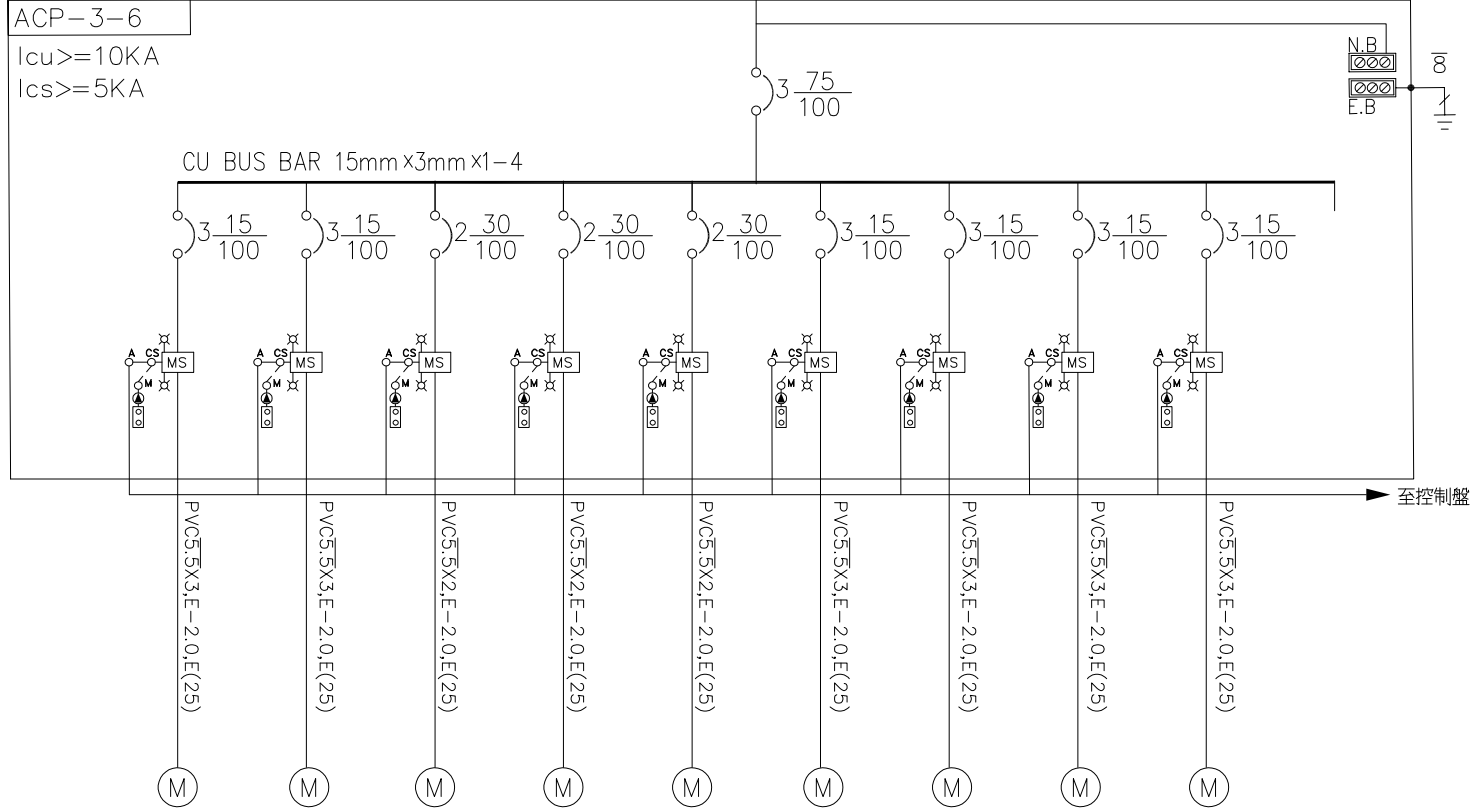 ACP-3-6
Icu>=10KA
Ics>=5KA
N.B
E.B
8
3 75/100
CU BUS BAR 15mm x3mm x1-4
3 15/100
3 15/100
2 30/100
2 30/100
2 30/100
3 15/100
3 15/100
3 15/100
3 15/100
A CS MS M
A CS MS M
A CS MS M
A CS MS M
A CS MS M
A CS MS M
A CS MS M
A CS MS M
A CS MS M
至控制盤
PVC5.5X3,E-2.0,E(25)
PVC5.5X3,E-2.0,E(25)
PVC5.5X2,E-2.0,E(25)
PVC5.5X2,E-2.0,E(25)
PVC5.5X2,E-2.0,E(25)
PVC5.5X3,E-2.0,E(25)
PVC5.5X3,E-2.0,E(25)
PVC5.5X3,E-2.0,E(25)
PVC5.5X3,E-2.0,E(25)
M
M
M
M
M
M
M
M
M